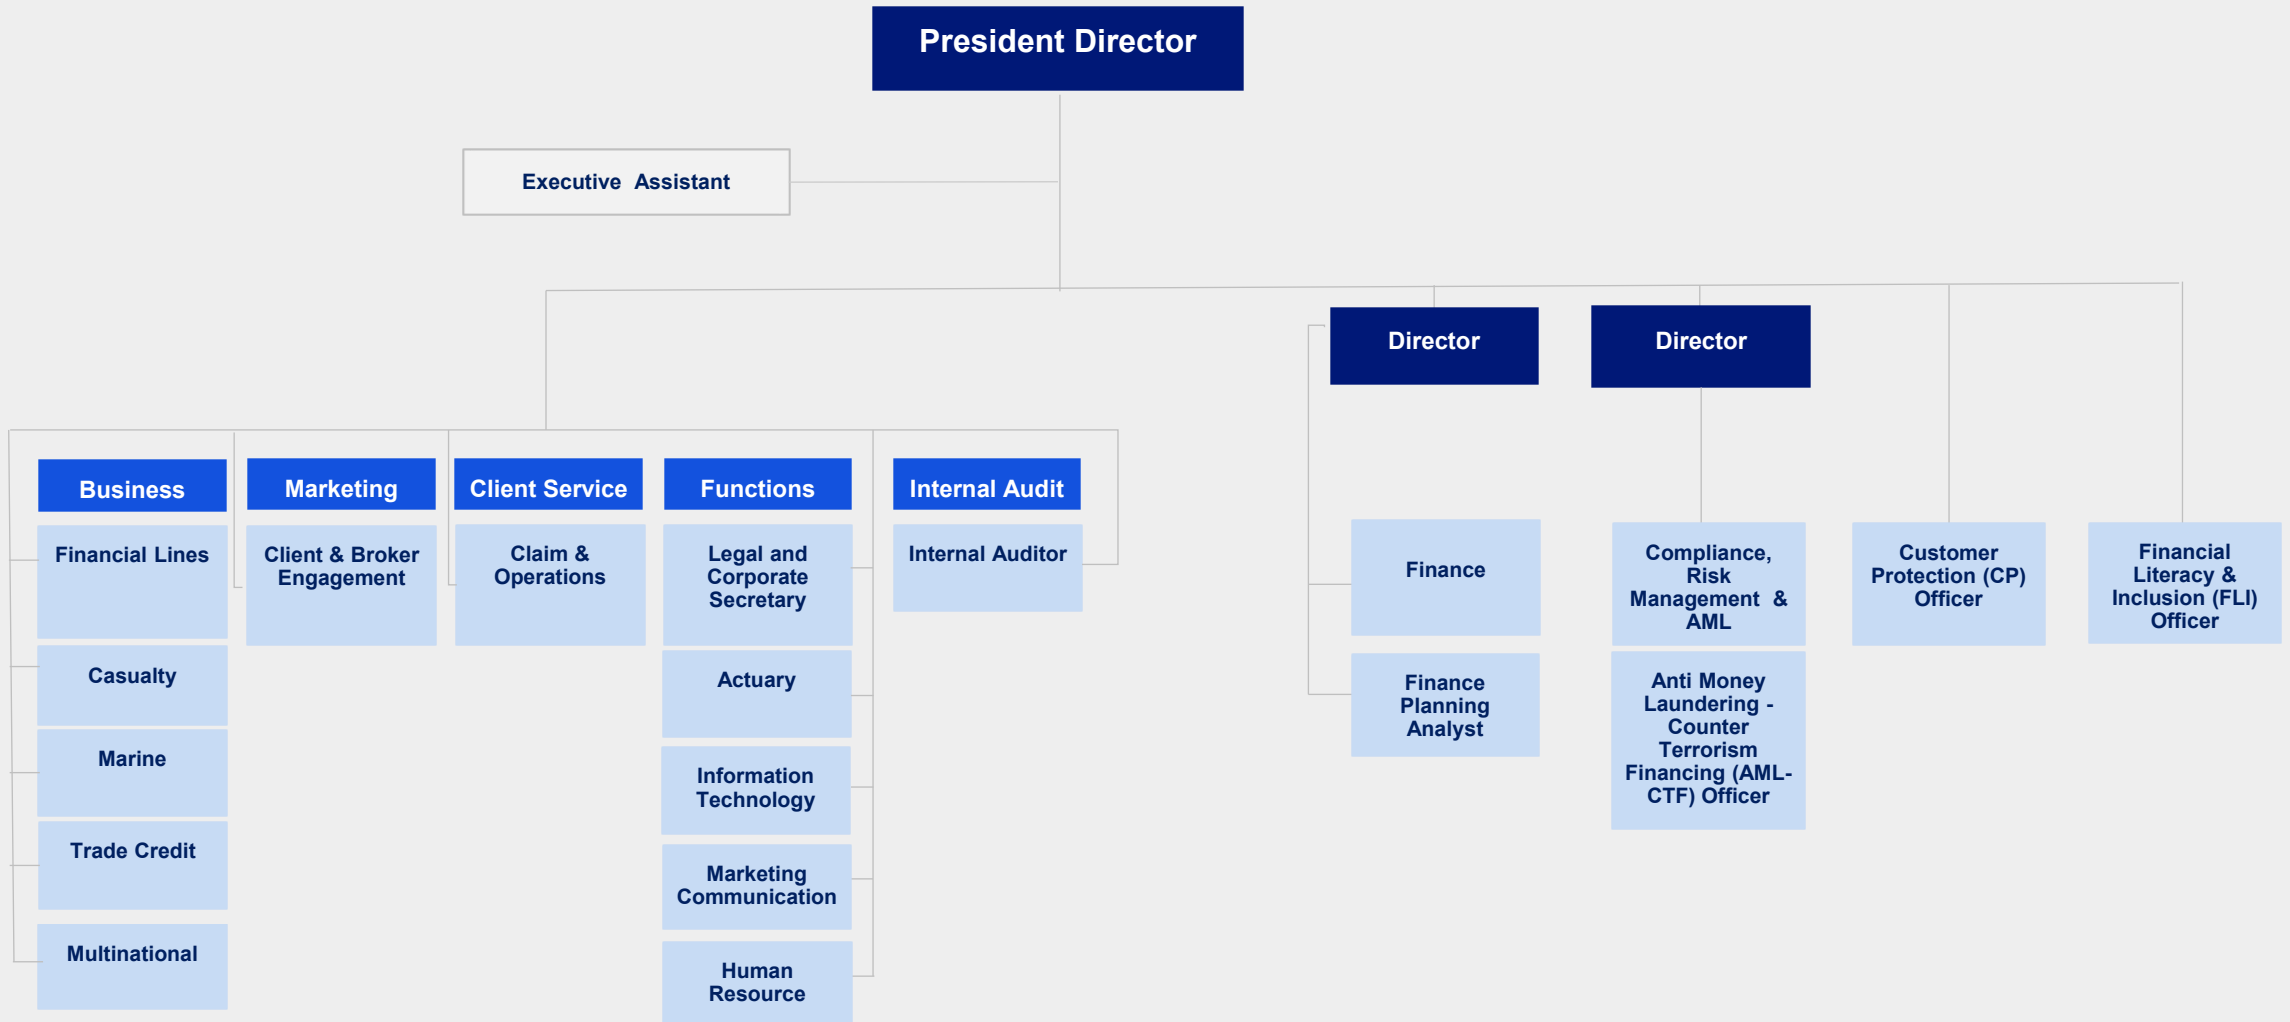 President Director
Executive Assistant
Director
Director
Business
Marketing
Client Service
Functions
Internal Audit
Financial Lines
Casualty
Marine
Trade Credit
Multinational
Client & Broker
Engagement
Claim &
Operations
Legal and
Corporate
Secretary
Actuary
Information
Technology
Marketing
Communication
Human
Resource
Internal Auditor
Finance
Finance
Planning
Analyst
Compliance,
Risk
Management &
AML
Anti Money
Laundering -
Counter
Terrorism
Financing (AML-
CTF) Officer
Customer
Protection (CP)
Officer
Financial
Literacy &
Inclusion (FLI)
Officer